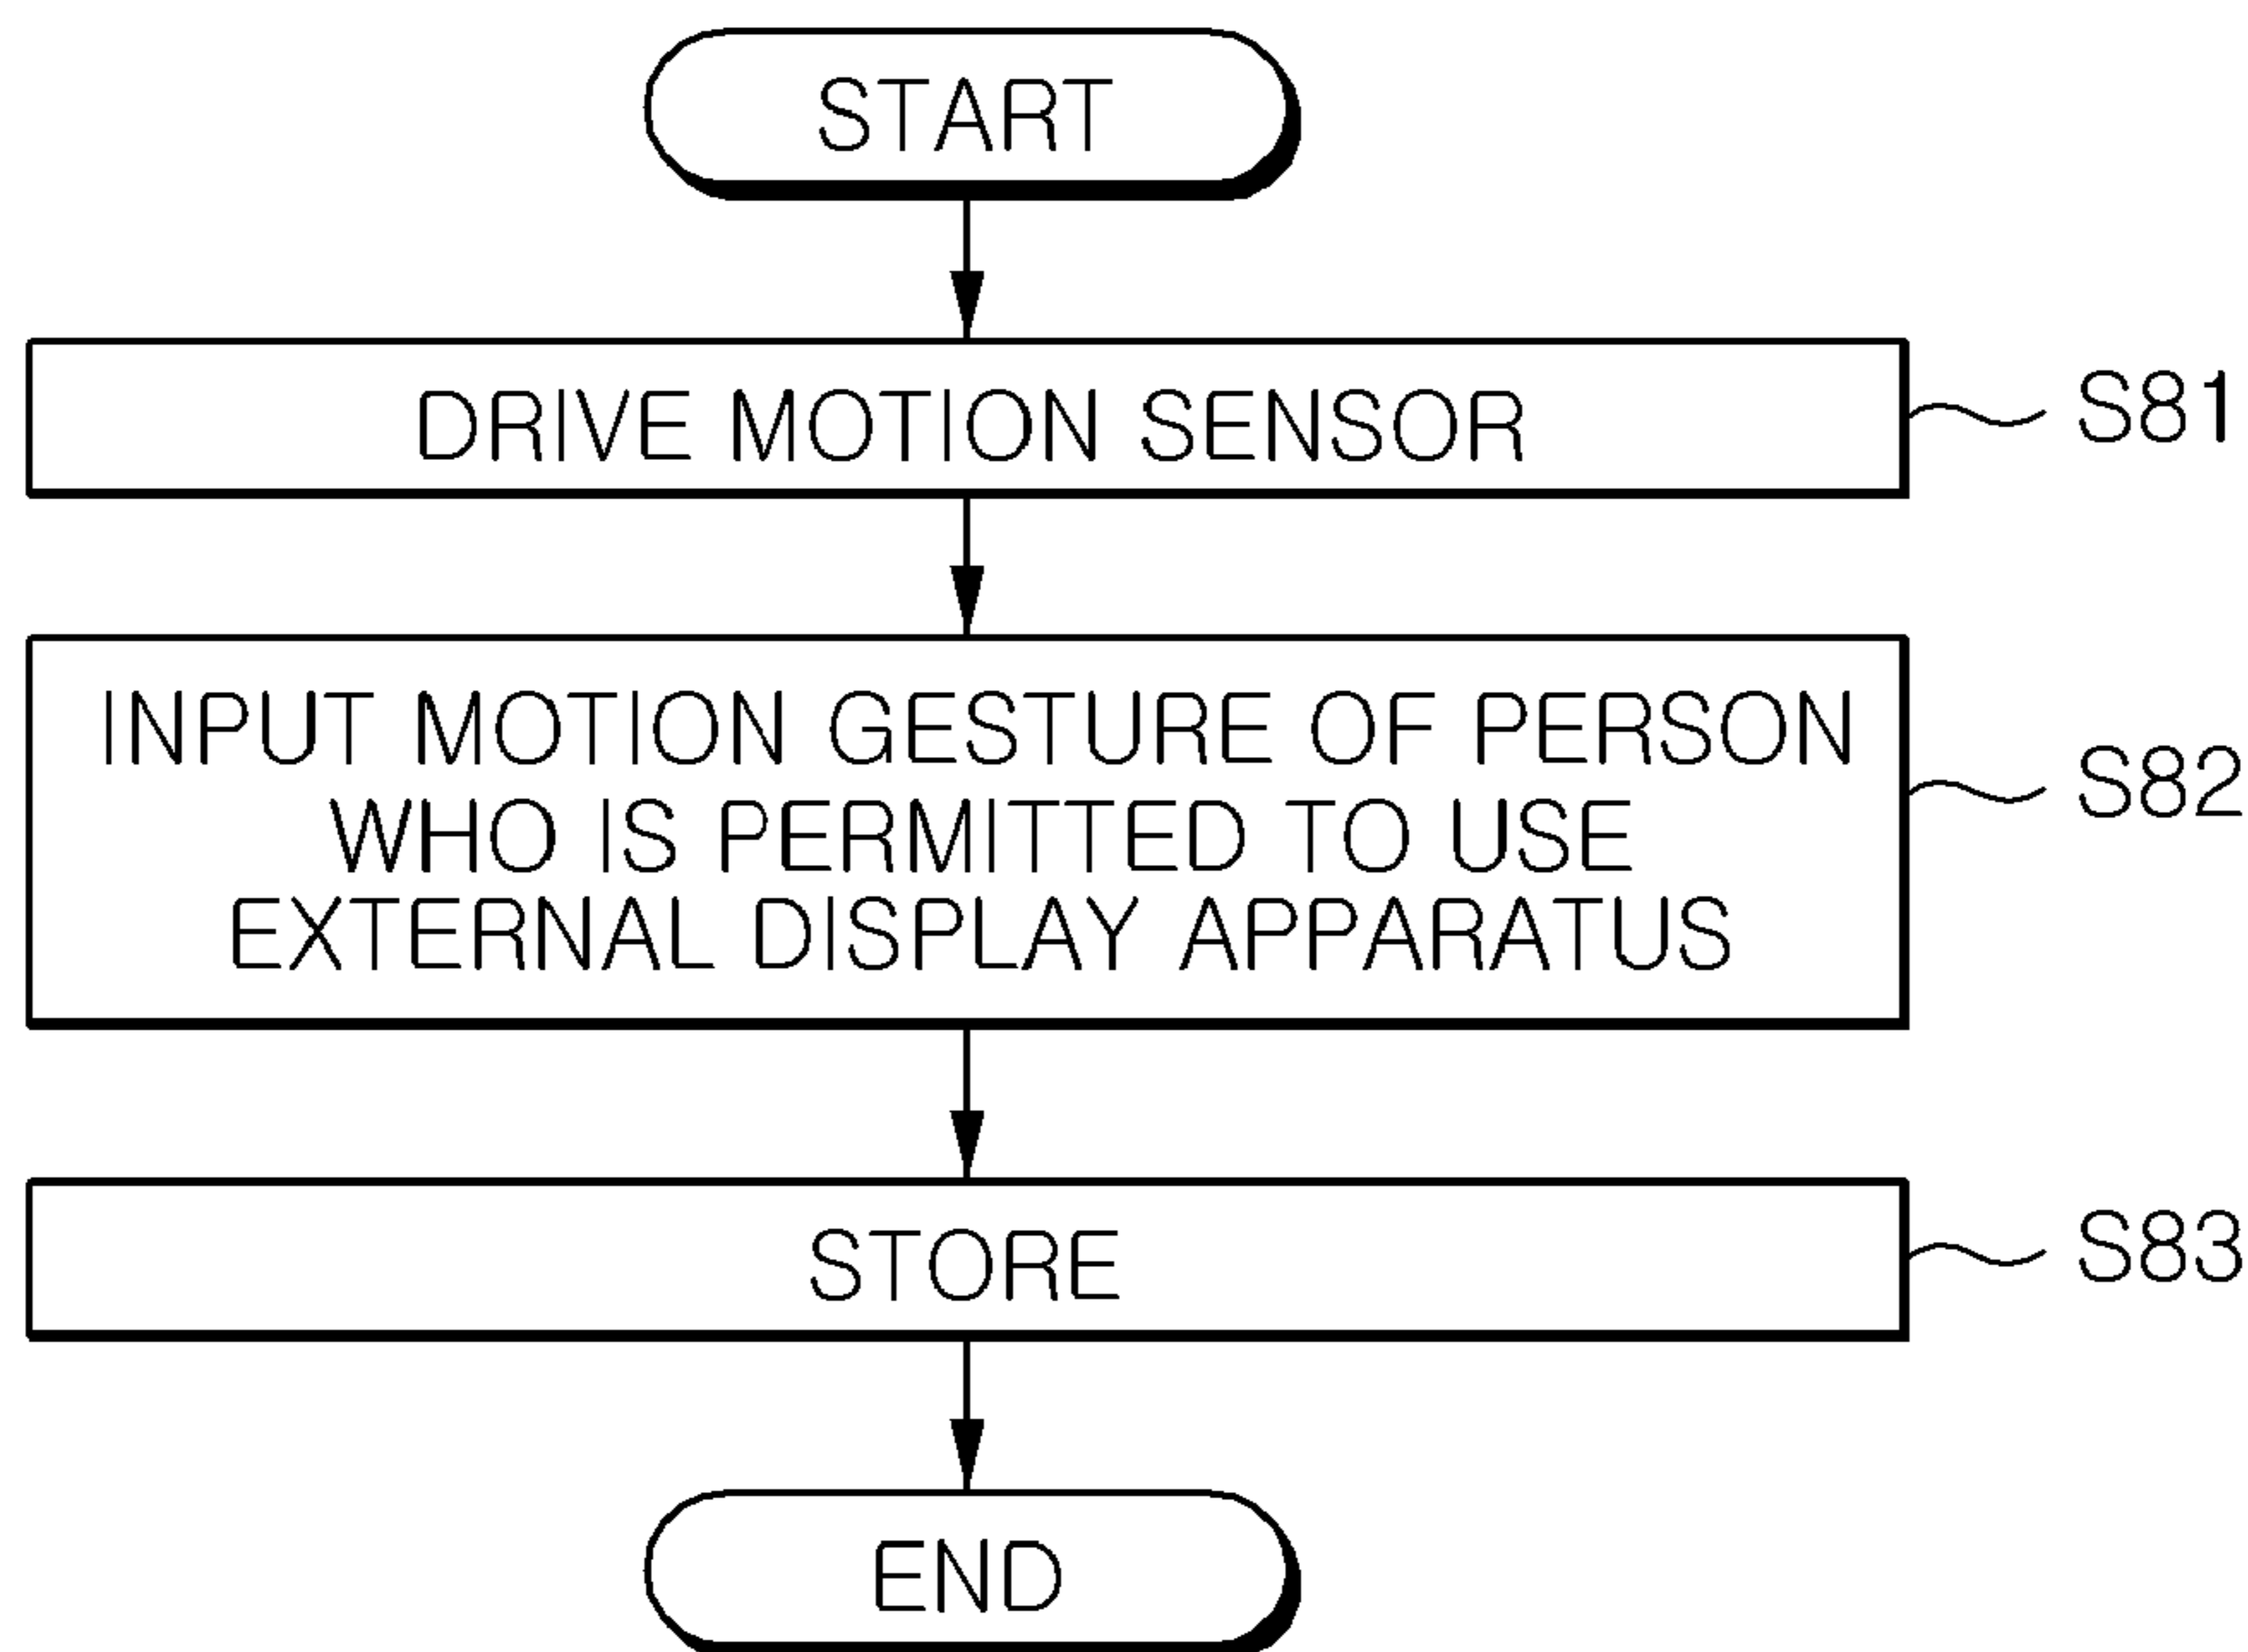 START
DRIVE MOTION SENSOR
S81
INPUT MOTION GESTURE OF PERSON
WHO IS PERMITTED TO USE
EXTERNAL DISPLAY APPARATUS
S82
STORE
S83
END